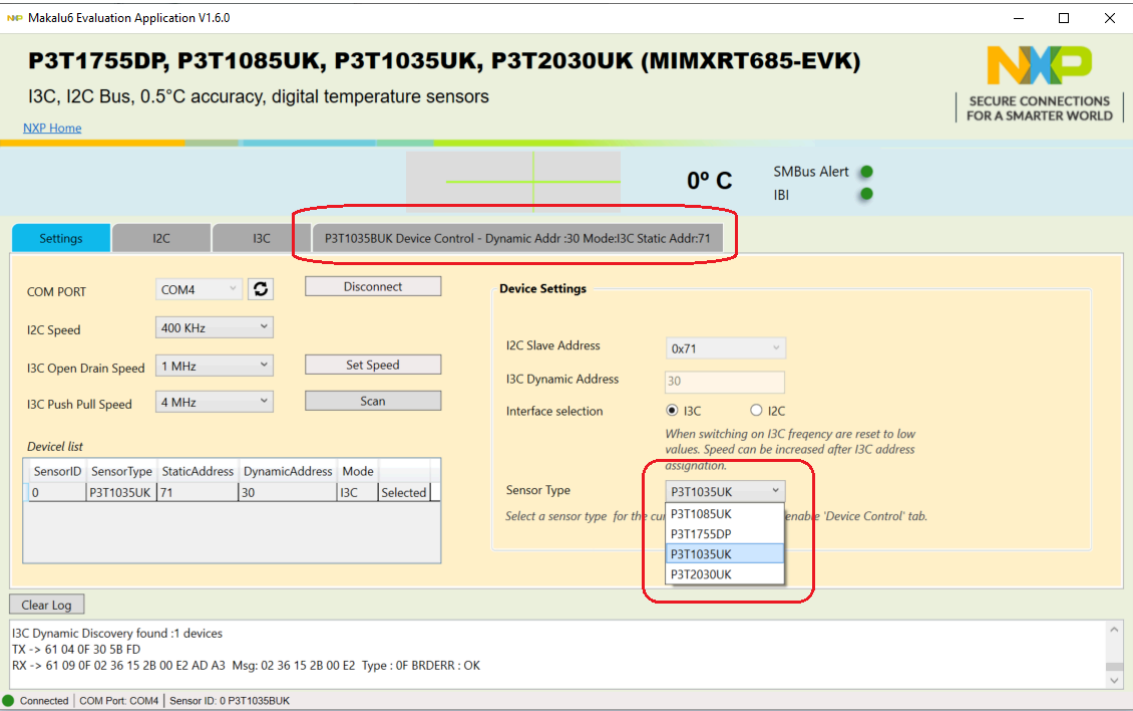 Makalu6 Evaluation Application V1.6.0
P3T1755DP, P3T1085UK, P3T1035UK, P3T2030UK (MIMXRT685-EVK)
I3C, I2C Bus, 0.5°C accuracy, digital temperature sensors
NXP Home
NXP
SECURE CONNECTIONS
FOR A SMARTER WORLD
0º C
SMBus Alert
IBI
Settings I2C I3C P3T1035BUK Device Control - Dynamic Addr :30 Mode:I3C Static Addr:71
COM PORT COM4 Disconnect
I2C Speed 400 KHz
I3C Open Drain Speed 1 MHz Set Speed
I3C Push Pull Speed 4 MHz Scan
Devicel list
SensorID SensorType StaticAddress DynamicAddress Mode
0 P3T1035UK 71 30 I3C Selected
Device Settings
I2C Slave Address 0x71
I3C Dynamic Address 30
Interface selection I3C I2C
When switching on I3C freqency are reset to low
values. Speed can be increased after I3C address
assignation.
Sensor Type P3T1035UK
Select a sensor type for the enable 'Device Control' tab.
P3T1085UK
P3T1755DP
P3T1035UK
P3T2030UK
Clear Log
I3C Dynamic Discovery found :1 devices
TX -> 61 04 0F 30 5B FD
RX -> 61 09 0F 02 36 15 2B 00 E2 AD A3 Msg: 02 36 15 2B 00 E2 Type : 0F BRDERR : OK
Connected COM Port: COM4 Sensor ID: 0 P3T1035BUK